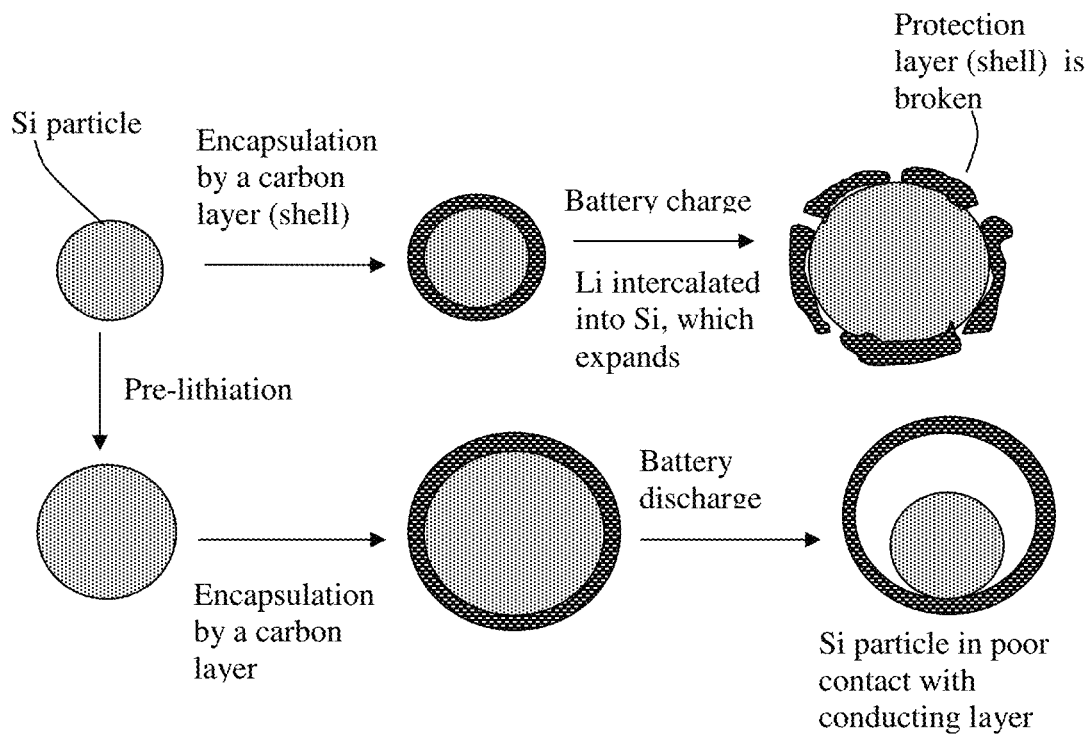 Protection
layer (shell) is
broken
Si particle
Encapsulation
by a carbon
layer (shell)
Battery charge
Li intercalated
into Si, which
expands
Pre-lithiation
Battery
discharge
Encapsulation
by a carbon
layer
Si particle in poor
contact with
conducting layer